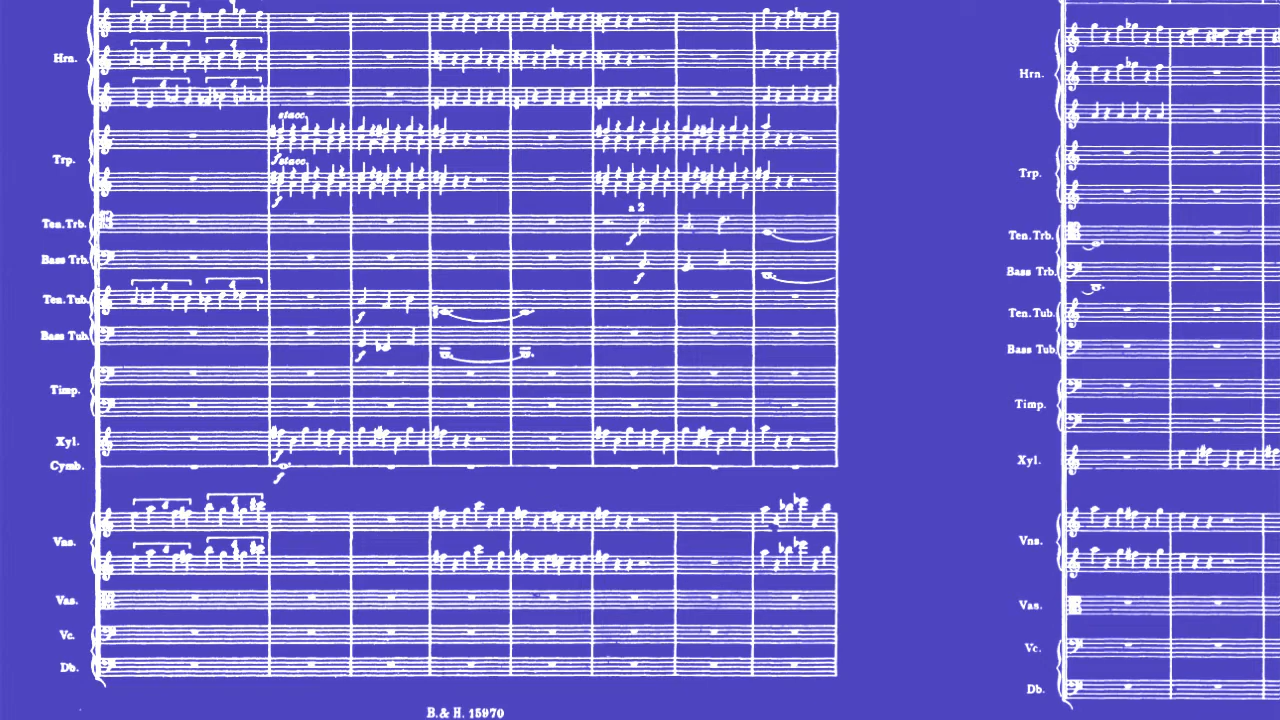 Hrn.
stacc.
Trp.
f stacc.
f
a 2
Ten. Trb.
f
Bass Trb.
f
Ten. Tub.
f
Bass Tub.
f
Timp.
Xyl.
f
Cymb.
f
Vns.
Vas.
Vc.
Db.
B. & H. 15970
Hrn.
Trp.
Ten. Trb.
Bass Trb.
Ten. Tub.
Bass Tub.
Timp.
Xyl.
Vns.
Vas.
Vc.
Db.